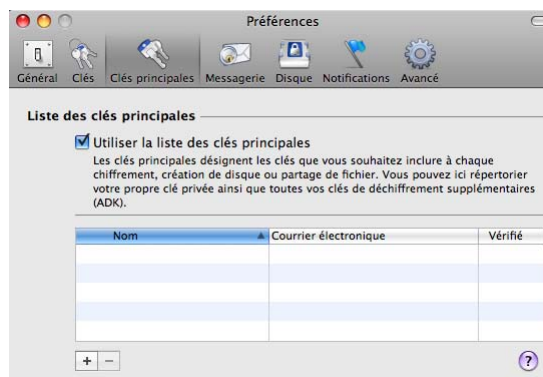 Préférences
Général Clés Clés principales Messagerie Disque Notifications Avancé
Liste des clés principales
Utiliser la liste des clés principales
Les clés principales désignent les clés que vous souhaitez inclure à chaque
chiffrement, création de disque ou partage de fichier. Vous pouvez ici répertorier
votre propre clé privée ainsi que toutes vos clés de déchiffrement supplémentaires
(ADK).
Nom Courrier électronique Vérifié
+ − ?